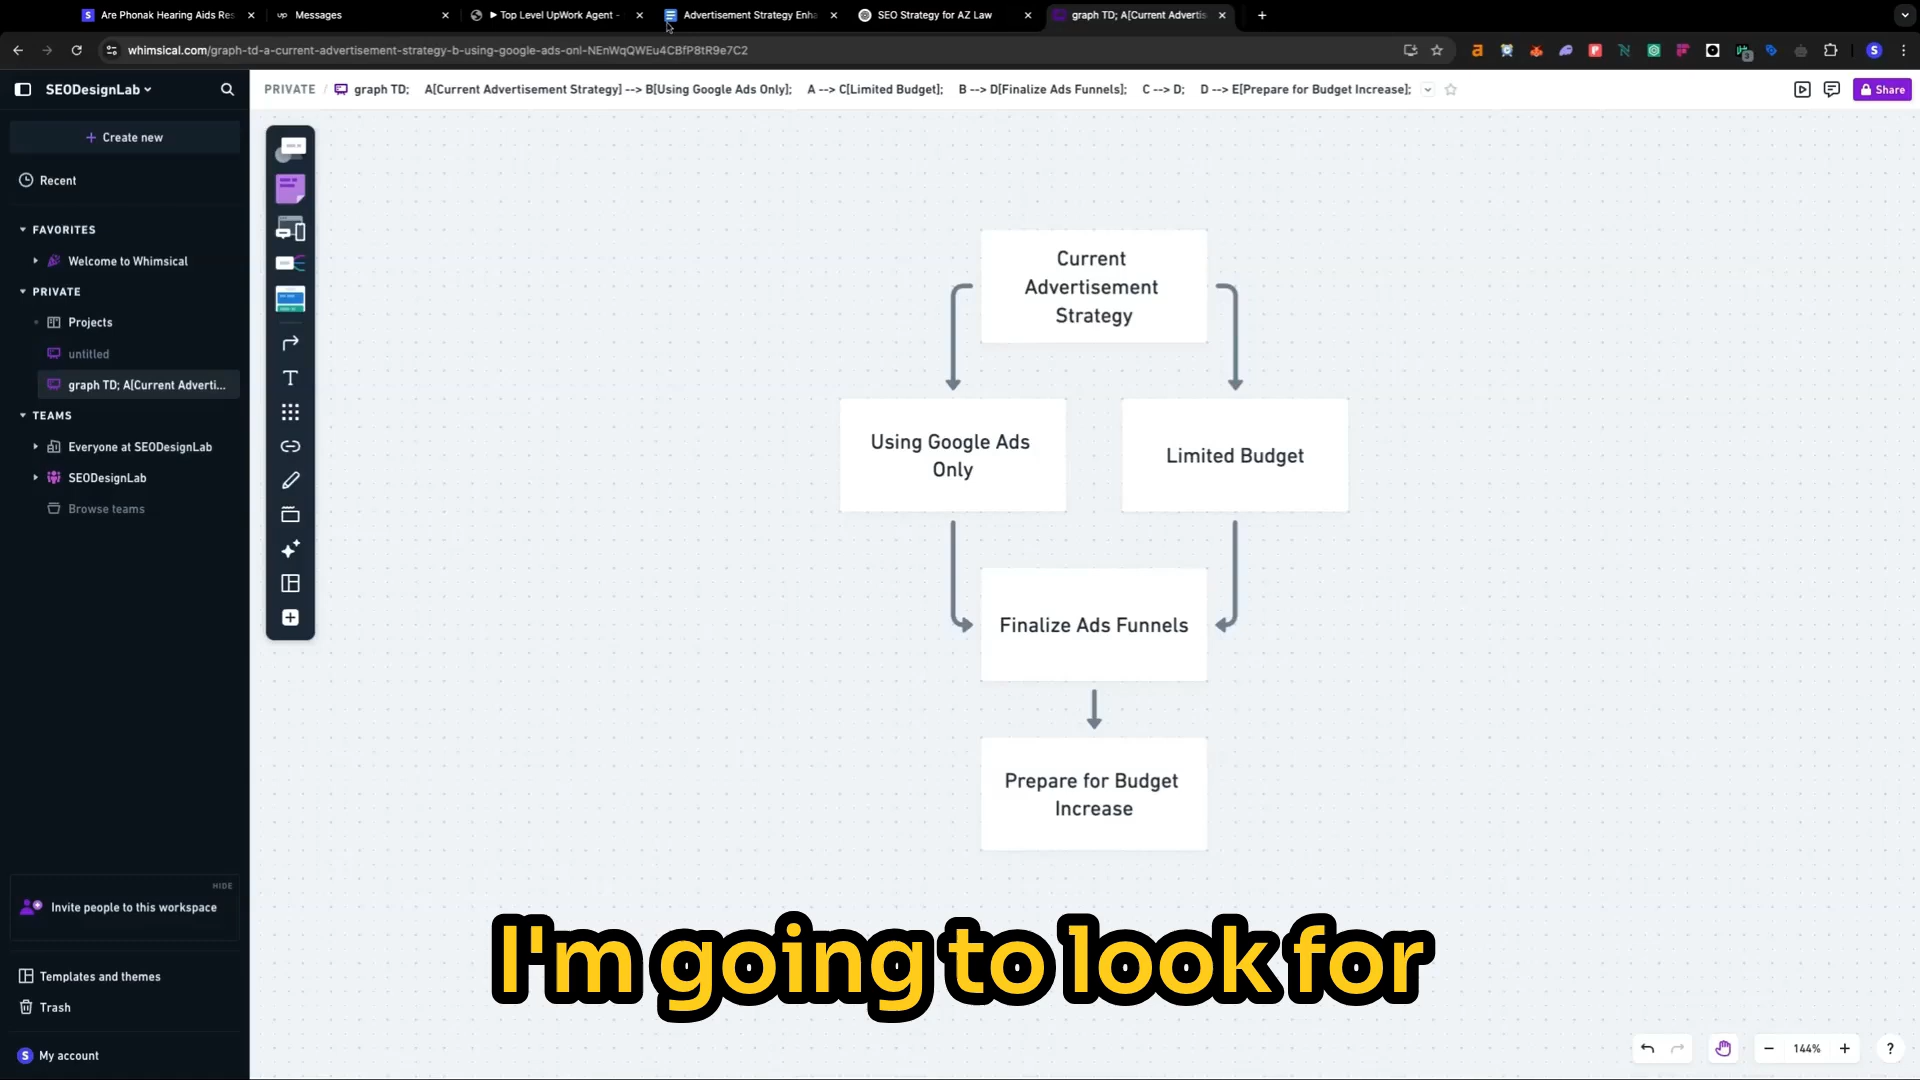 Are Phonak Hearing Aids Res
Messages
▶ Top Level UpWork Agent -
Advertisement Strategy Enha
SEO Strategy for AZ Law
graph TD; A[Current Advertis
whimsical.com/graph-td-a-current-advertisement-strategy-b-using-google-ads-onl-NEnWqQWEu4CBfP8tR9e7C2
SEODesignLab
PRIVATE / graph TD; A[Current Advertisement Strategy] --> B[Using Google Ads Only]; A --> C[Limited Budget]; B --> D[Finalize Ads Funnels]; C --> D; D --> E[Prepare for Budget Increase];
Share
+ Create new
Recent
FAVORITES
Welcome to Whimsical
PRIVATE
Projects
untitled
graph TD; A[Current Adverti...
TEAMS
Everyone at SEODesignLab
SEODesignLab
Browse teams
HIDE
Invite people to this workspace
Templates and themes
Trash
S My account
Current
Advertisement
Strategy
Using Google Ads
Only
Limited Budget
Finalize Ads Funnels
Prepare for Budget
Increase
I'm going to look for
144%
?